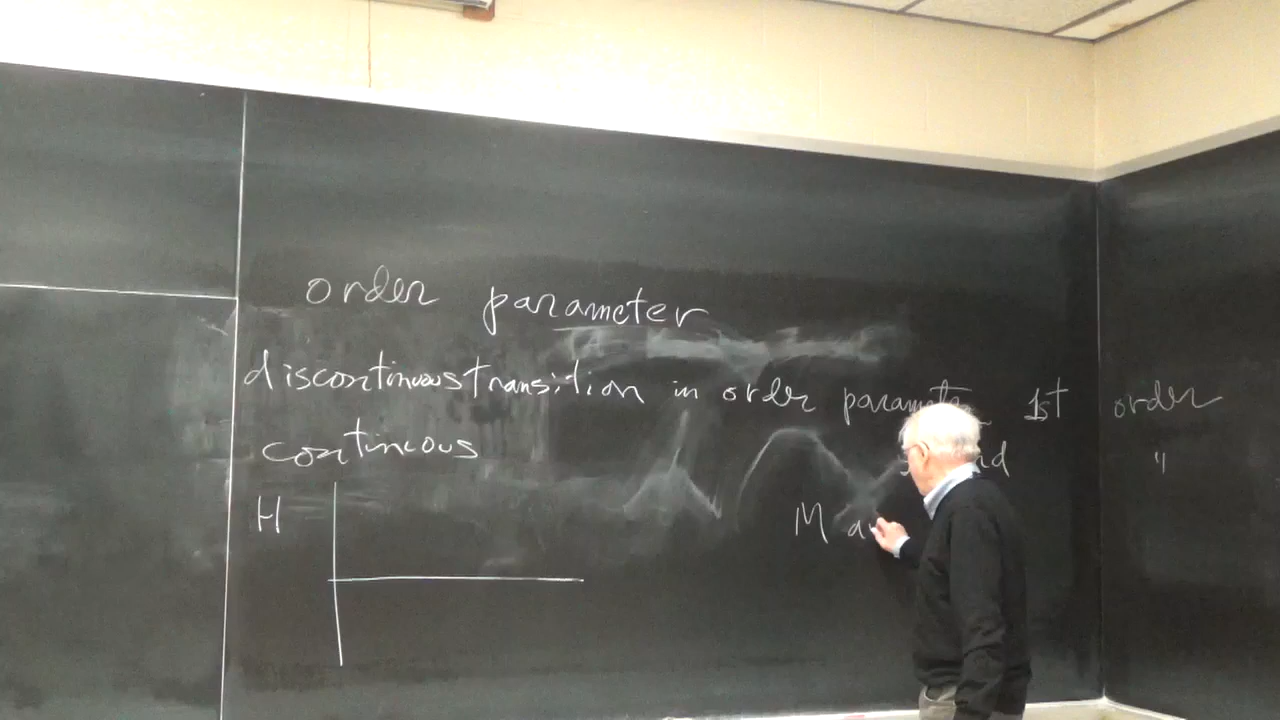 order parameter
discontinuous transition in order parameter 1st order
continuous "
H
M